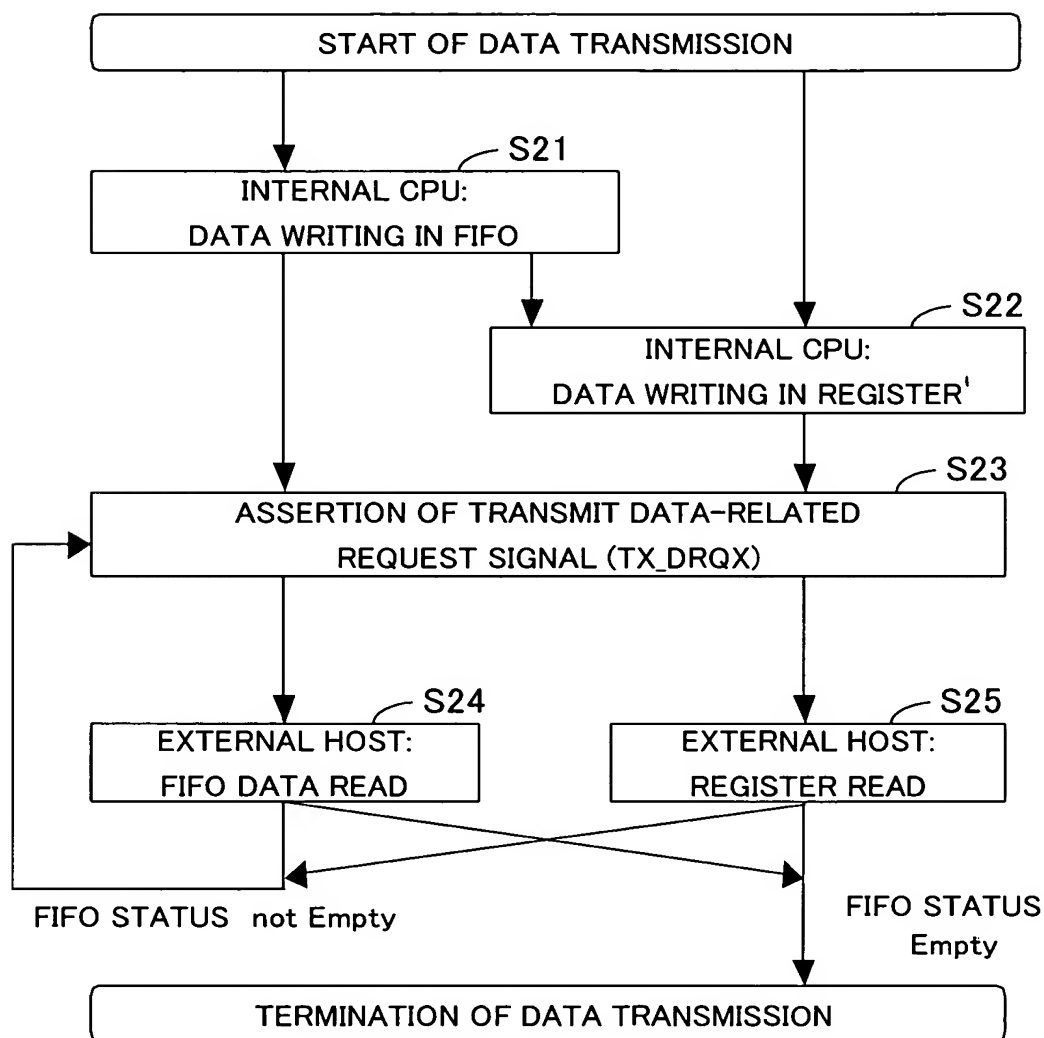 START OF DATA TRANSMISSION
S21
INTERNAL CPU:
DATA WRITING IN FIFO
S22
INTERNAL CPU:
DATA WRITING IN REGISTER
S23
ASSERTION OF TRANSMIT DATA-RELATED
REQUEST SIGNAL (TX_DRQX)
S24
EXTERNAL HOST:
FIFO DATA READ
S25
EXTERNAL HOST:
REGISTER READ
FIFO STATUS not Empty
FIFO STATUS
Empty
TERMINATION OF DATA TRANSMISSION